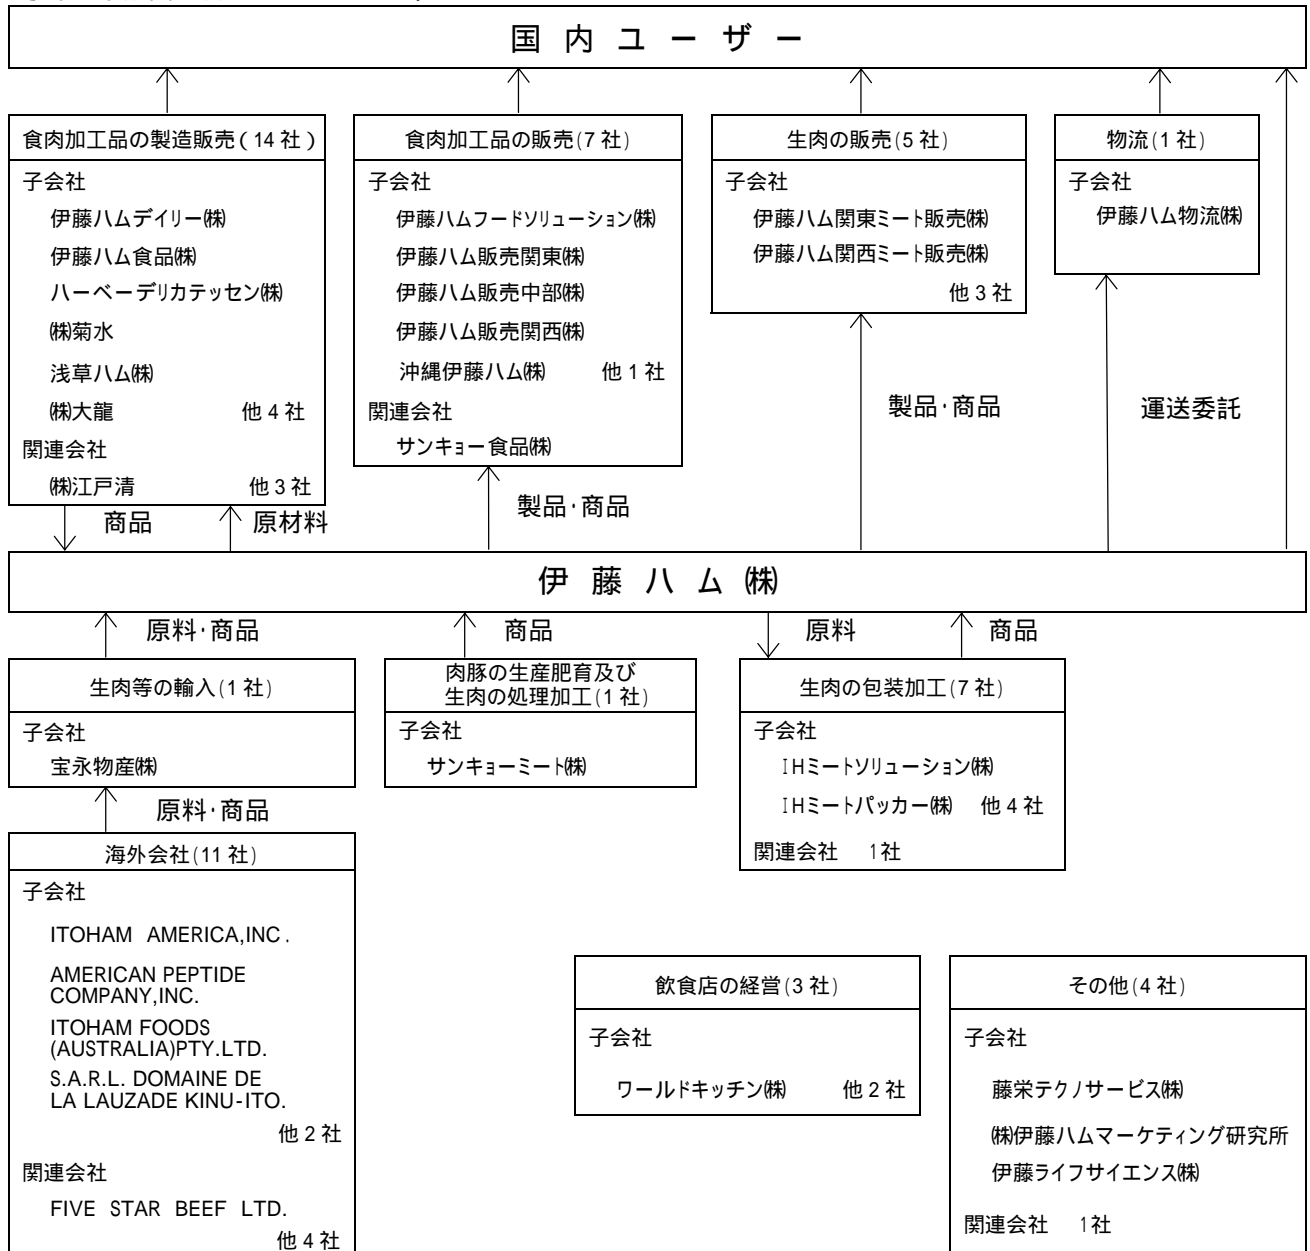 国内ユーザー
食肉加工品の製造販売(14社)
子会社
伊藤ハムデイリー㈱
伊藤ハム食品㈱
ハーベーデリカテッセン㈱
㈱菊水
浅草ハム㈱
㈱大龍 他4社
関連会社
㈱江戸清 他3社
食肉加工品の販売(7社)
子会社
伊藤ハムフードソリューション㈱
伊藤ハム販売関東㈱
伊藤ハム販売中部㈱
伊藤ハム販売関西㈱
沖縄伊藤ハム㈱ 他1社
関連会社
サンキョー食品㈱
生肉の販売(5社)
子会社
伊藤ハム関東ミート販売㈱
伊藤ハム関西ミート販売㈱
他3社
物流(1社)
子会社
伊藤ハム物流㈱
商品
原材料
製品・商品
製品・商品
運送委託
伊藤ハム㈱
原料・商品
商品
原料
商品
生肉等の輸入(1社)
子会社
宝永物産㈱
肉豚の生産肥育及び
生肉の処理加工(1社)
子会社
サンキョーミート㈱
生肉の包装加工(7社)
子会社
IHミートソリューション㈱
IHミートパッカー㈱ 他4社
関連会社 1社
原料・商品
海外会社(11社)
子会社
ITOHAM AMERICA,INC.
AMERICAN PEPTIDE
COMPANY,INC.
ITOHAM FOODS
(AUSTRALIA)PTY.LTD.
S.A.R.L. DOMAINE DE
LA LAUZADE KINU-ITO.
他2社
関連会社
FIVE STAR BEEF LTD.
他4社
飲食店の経営(3社)
子会社
ワールドキッチン㈱ 他2社
その他(4社)
子会社
藤栄テクノサービス㈱
㈱伊藤ハムマーケティング研究所
伊藤ライフサイエンス㈱
関連会社 1社